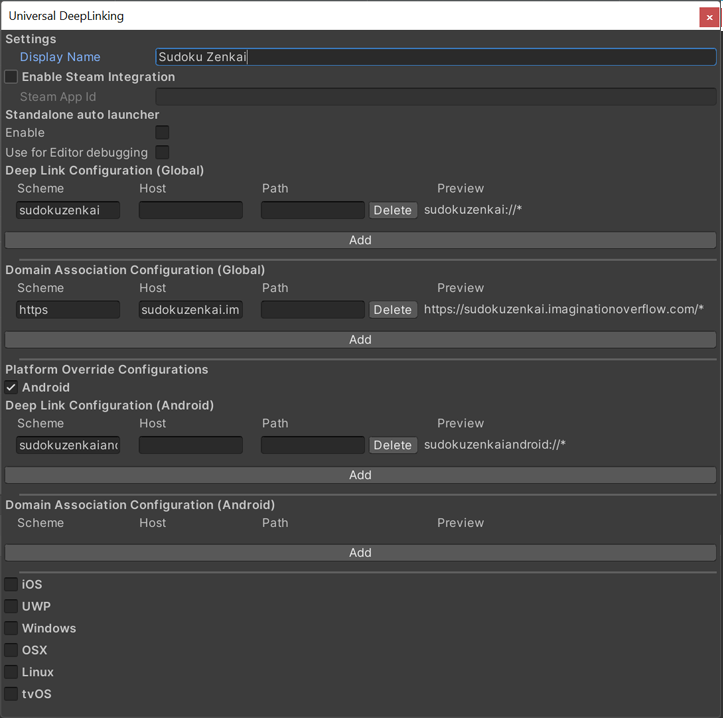 Universal DeepLinking
Settings
Display Name Sudoku Zenkai
Enable Steam Integration
Steam App Id
Standalone auto launcher
Enable
Use for Editor debugging
Deep Link Configuration (Global)
Scheme Host Path Preview
sudokuzenkai Delete sudokuzenkai://*
Add
Domain Association Configuration (Global)
Scheme Host Path Preview
https sudokuzenkai.im Delete https://sudokuzenkai.imaginationoverflow.com/*
Add
Platform Override Configurations
Android
Deep Link Configuration (Android)
Scheme Host Path Preview
sudokuzenkaiand Delete sudokuzenkaiandroid://*
Add
Domain Association Configuration (Android)
Scheme Host Path Preview
Add
iOS
UWP
Windows
OSX
Linux
tvOS